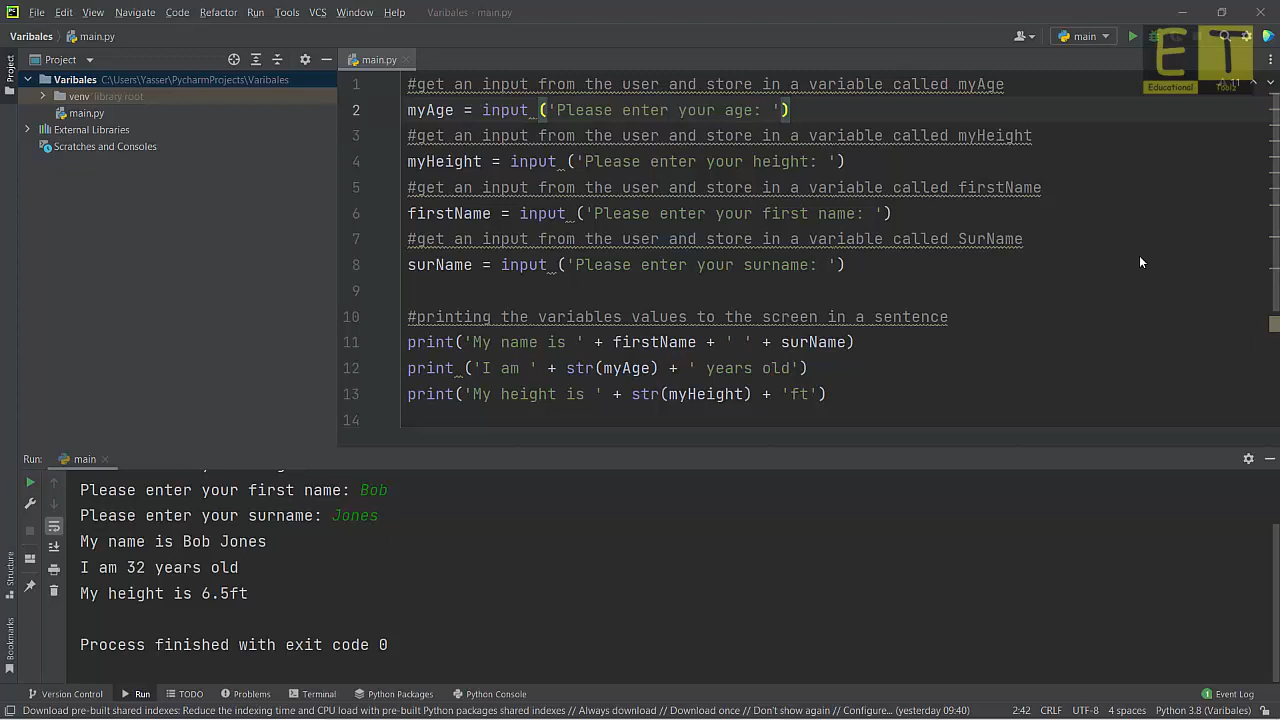 File Edit View Navigate Code Refactor Run Tools VCS Window Help Varibales - main.py
Varibales main.py main
ET
Educational Toolz
Project
Project main.py
Varibales C:\Users\Yasser\PycharmProjects\Varibales
venv library root
main.py
External Libraries
Scratches and Consoles
1 #get an input from the user and store in a variable called myAge
2 myAge = input ('Please enter your age: ')
3 #get an input from the user and store in a variable called myHeight
4 myHeight = input ('Please enter your height: ')
5 #get an input from the user and store in a variable called firstName
6 firstName = input ('Please enter your first name: ')
7 #get an input from the user and store in a variable called SurName
8 surName = input ('Please enter your surname: ')
9
10 #printing the variables values to the screen in a sentence
11 print('My name is ' + firstName + ' ' + surName)
12 print ('I am ' + str(myAge) + ' years old')
13 print('My height is ' + str(myHeight) + 'ft')
14
Run: main
Please enter your first name: Bob
Please enter your surname: Jones
My name is Bob Jones
I am 32 years old
My height is 6.5ft
Process finished with exit code 0
Structure
Bookmarks
Version Control Run TODO Problems Terminal Python Packages Python Console 1 Event Log
Download pre-built shared indexes: Reduce the indexing time and CPU load with pre-built Python packages shared indexes // Always download // Download once // Don't show again // Configure... (yesterday 09:40) 2:42 CRLF UTF-8 4 spaces Python 3.8 (Varibales)